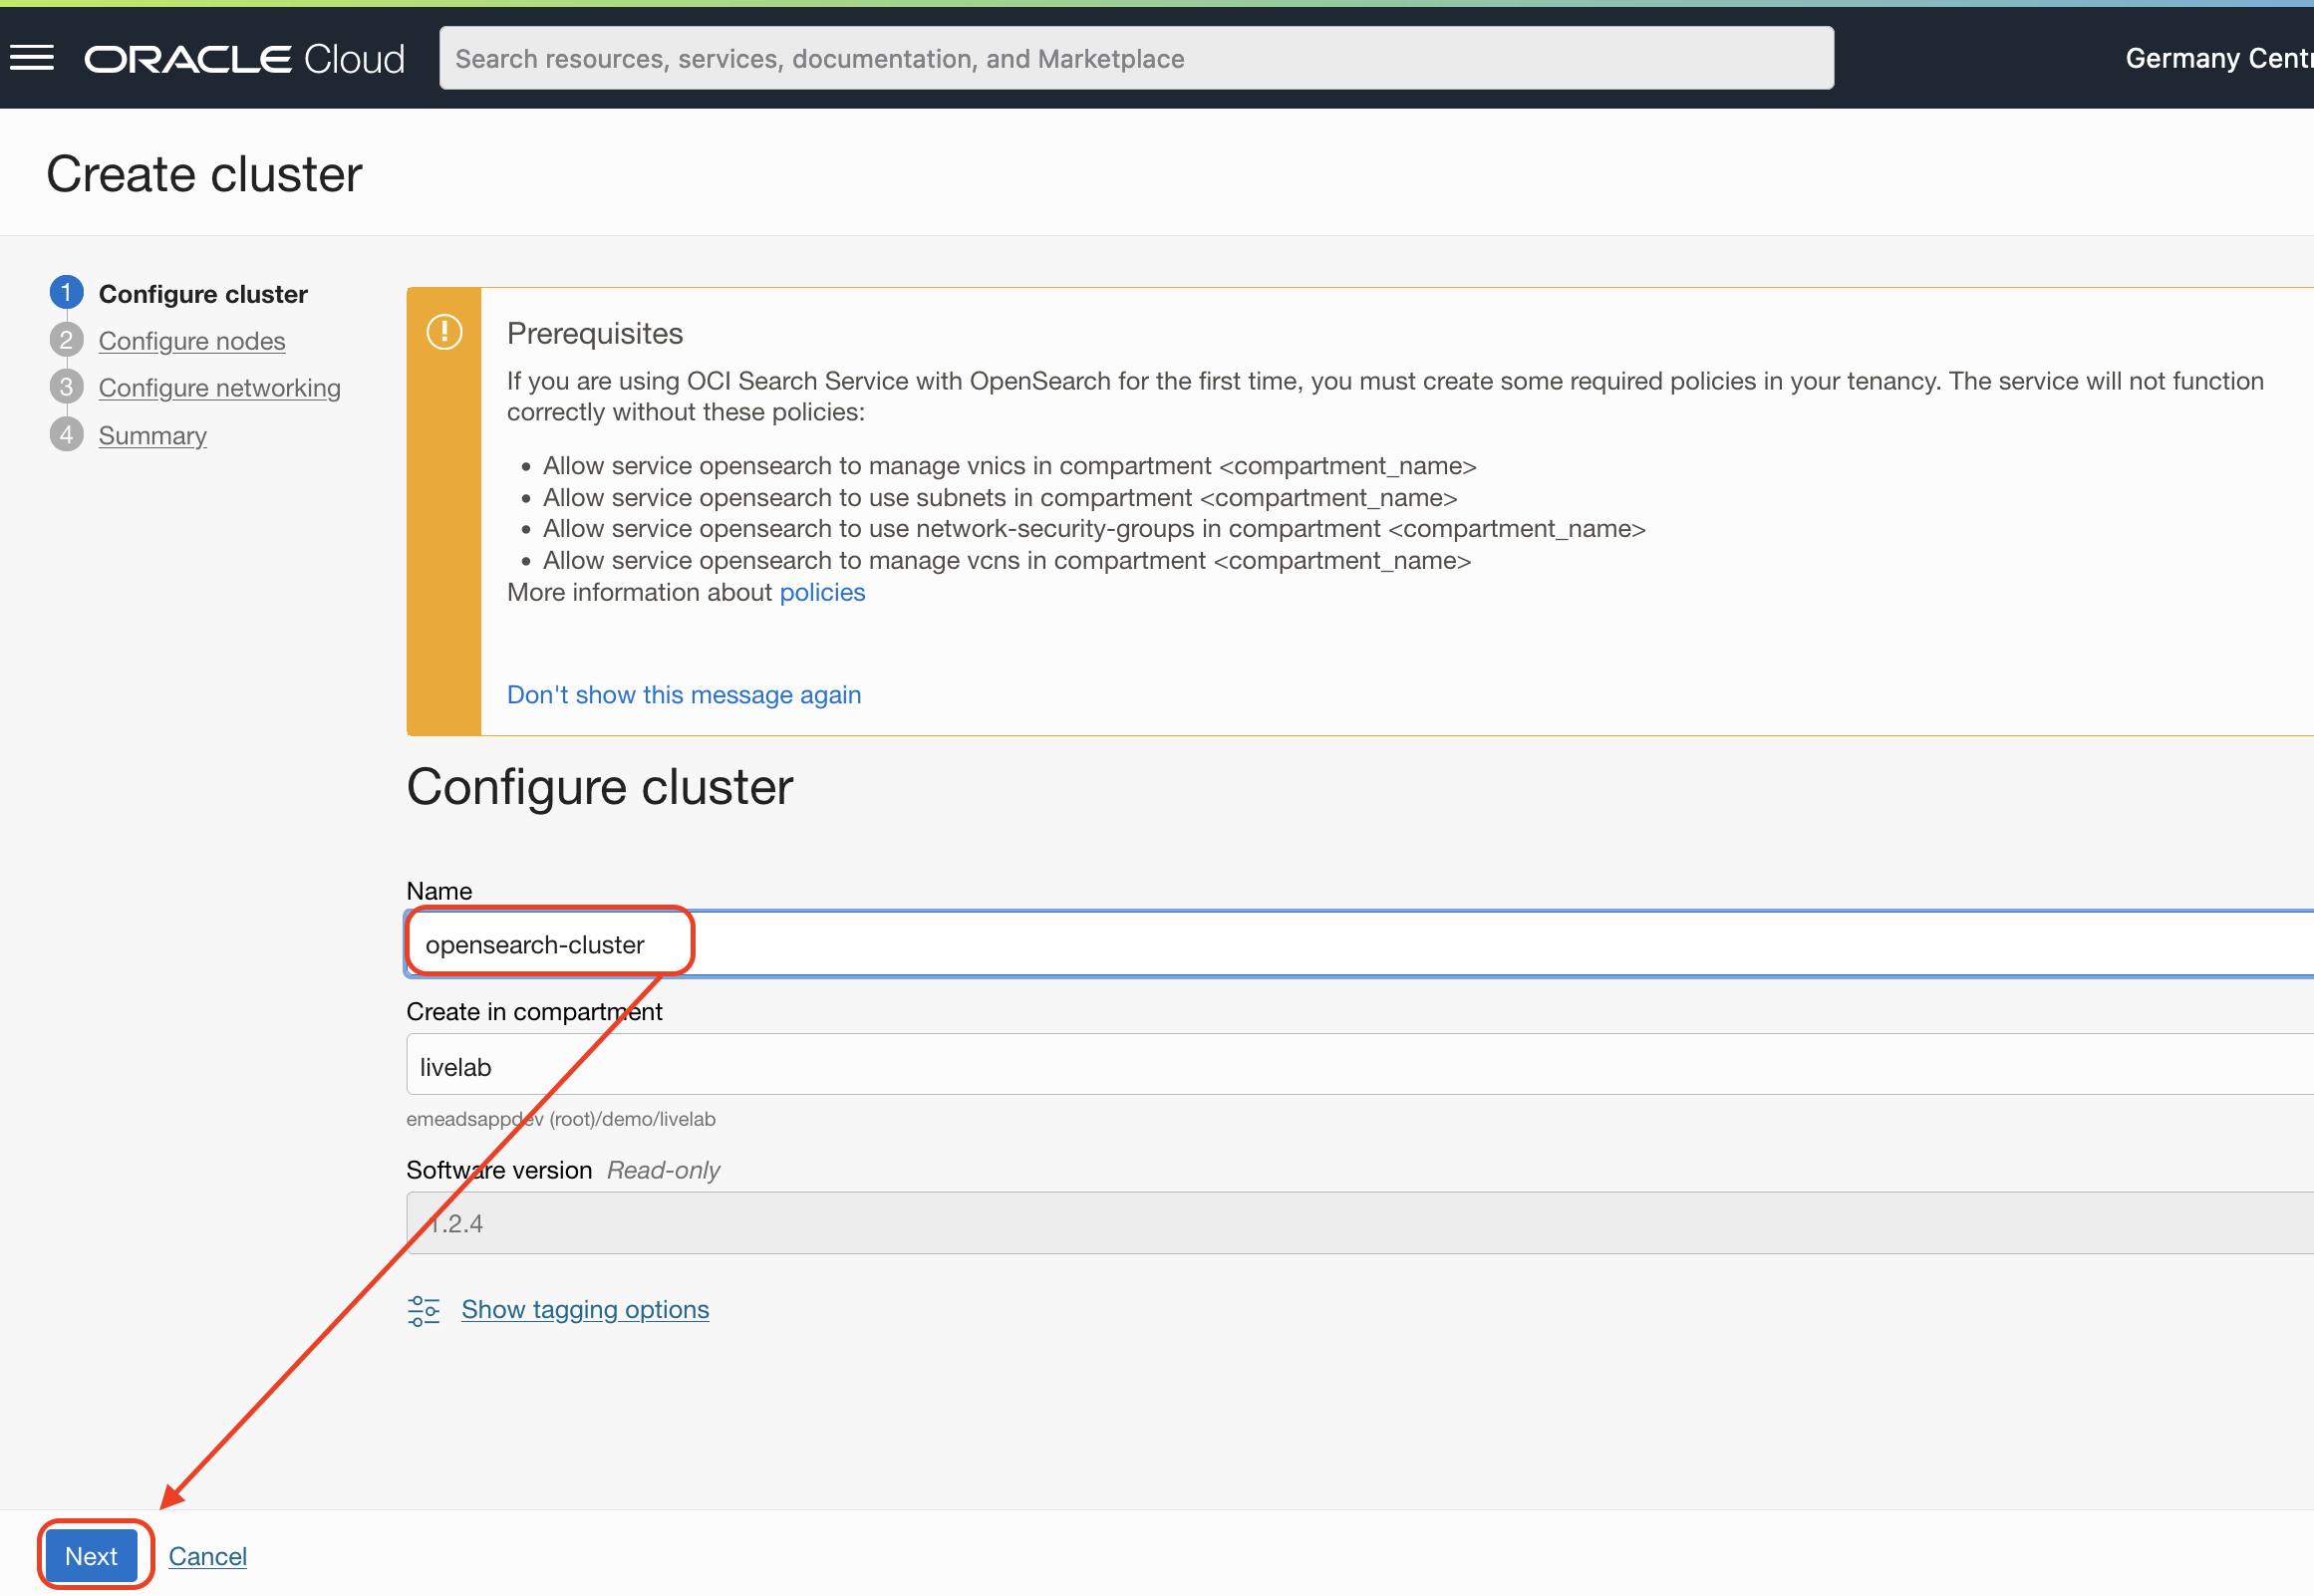 ORACLE Cloud
Search resources, services, documentation, and Marketplace
Germany Centr
Create cluster
1 Configure cluster
2 Configure nodes
3 Configure networking
4 Summary
Prerequisites
If you are using OCI Search Service with OpenSearch for the first time, you must create some required policies in your tenancy. The service will not function
correctly without these policies:
• Allow service opensearch to manage vnics in compartment <compartment_name>
• Allow service opensearch to use subnets in compartment <compartment_name>
• Allow service opensearch to use network-security-groups in compartment <compartment_name>
• Allow service opensearch to manage vcns in compartment <compartment_name>
More information about policies
Don't show this message again
Configure cluster
Name
opensearch-cluster
Create in compartment
livelab
emeadsappdev (root)/demo/livelab
Software version Read-only
1.2.4
Show tagging options
Next Cancel